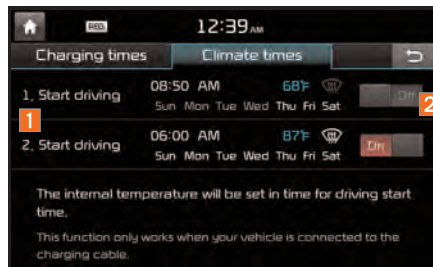 12:39 AM
Charging times Climate times
1. Start driving 08:50 AM 68°F Off
Sun Mon Tue Wed Thu Fri Sat
1 2
2. Start driving 06:00 AM 87°F On
Sun Mon Tue Wed Thu Fri Sat
The internal temperature will be set in time for driving start
time.
This function only works when your vehicle is connected to the
charging cable.